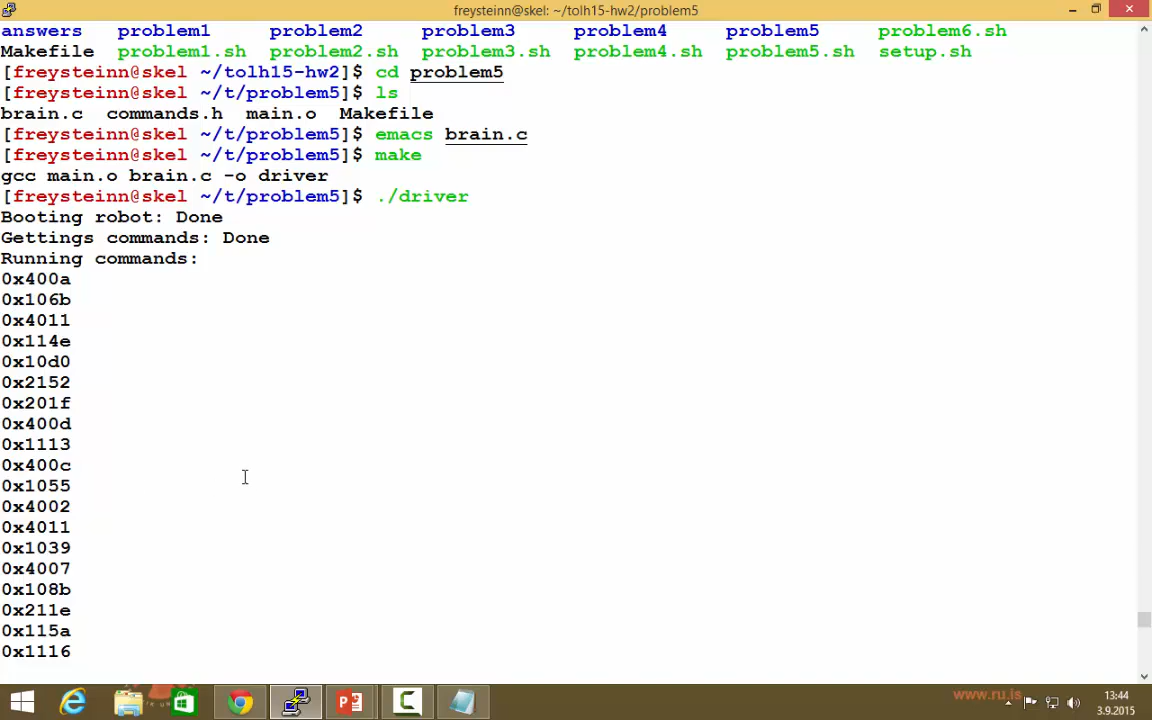 freysteinn@skel: ~/tolh15-hw2/problem5
answers problem1 problem2 problem3 problem4 problem5 problem6.sh
Makefile problem1.sh problem2.sh problem3.sh problem4.sh problem5.sh setup.sh
[freysteinn@skel ~/tolh15-hw2]$ cd problem5
[freysteinn@skel ~/t/problem5]$ ls
brain.c commands.h main.o Makefile
[freysteinn@skel ~/t/problem5]$ emacs brain.c
[freysteinn@skel ~/t/problem5]$ make
gcc main.o brain.c -o driver
[freysteinn@skel ~/t/problem5]$ ./driver
Booting robot: Done
Gettings commands: Done
Running commands:
0x400a
0x106b
0x4011
0x114e
0x10d0
0x2152
0x201f
0x400d
0x1113
0x400c
0x1055
0x4002
0x4011
0x1039
0x4007
0x108b
0x211e
0x115a
0x1116
www.ru.is
13:44
3.9.2015